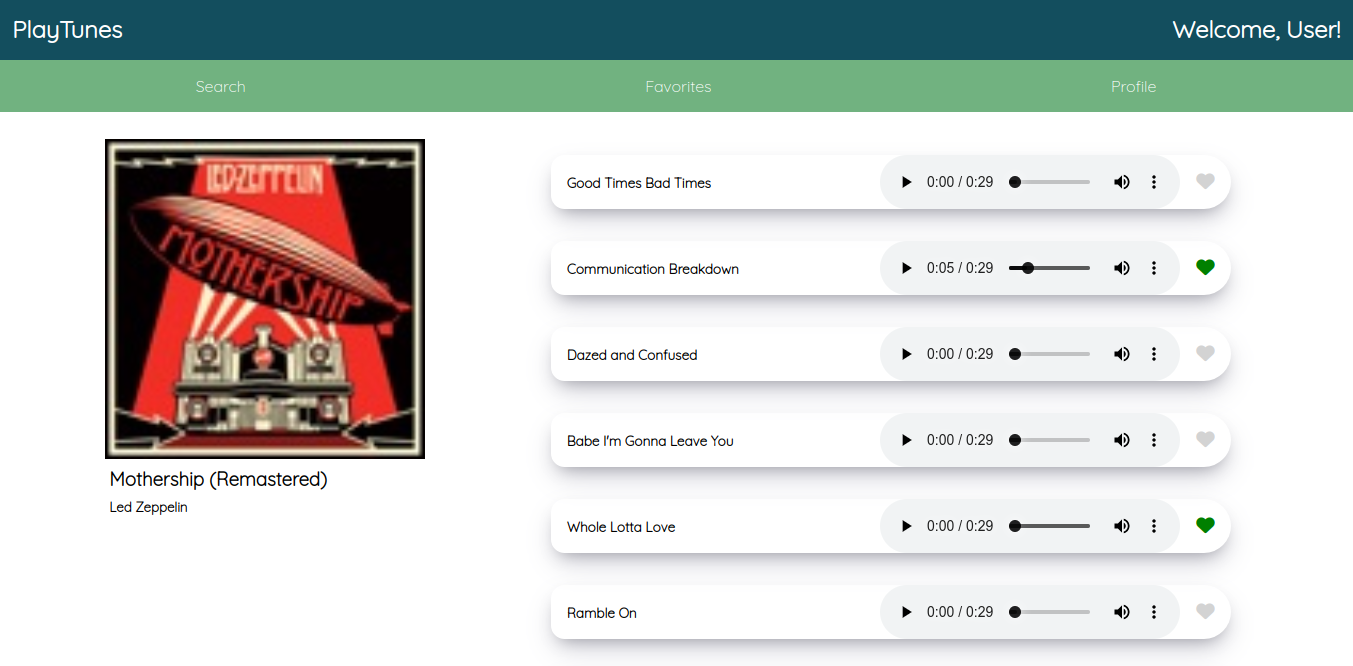 PlayTunes Welcome, User!
Search Favorites Profile
LED ZEPPELIN
MOTHERSHIP
Mothership (Remastered)
Led Zeppelin
Good Times Bad Times 0:00 / 0:29
Communication Breakdown 0:05 / 0:29
Dazed and Confused 0:00 / 0:29
Babe I'm Gonna Leave You 0:00 / 0:29
Whole Lotta Love 0:00 / 0:29
Ramble On 0:00 / 0:29